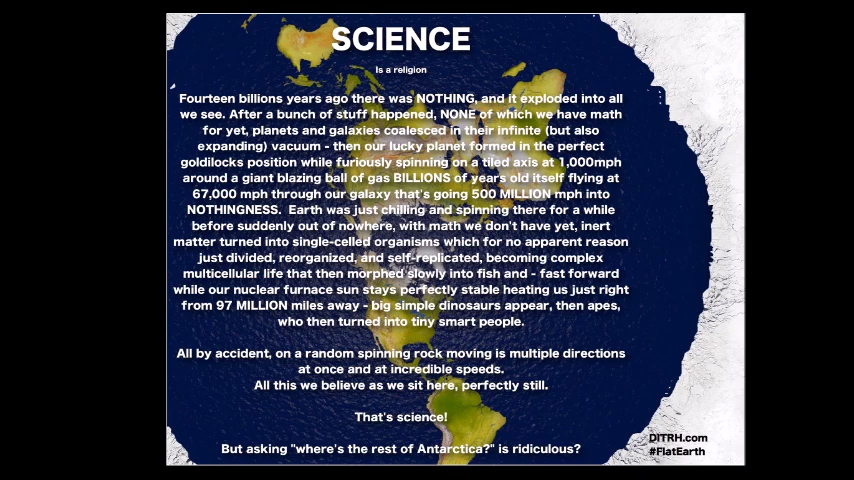 SCIENCE
Is a religion
Fourteen billions years ago there was NOTHING, and it exploded into all
we see. After a bunch of stuff happened, NONE of which we have math
for yet, planets and galaxies coalesced in their infinite (but also
expanding) vacuum - then our lucky planet formed in the perfect
goldilocks position while furiously spinning on a tiled axis at 1,000mph
around a giant blazing ball of gas BILLIONS of years old itself flying at
67,000 mph through our galaxy that's going 500 MILLION mph into
NOTHINGNESS. Earth was just chilling and spinning there for a while
before suddenly out of nowhere, with math we don't have yet, inert
matter turned into single-celled organisms which for no apparent reason
just divided, reorganized, and self-replicated, becoming complex
multicellular life that then morphed slowly into fish and - fast forward
while our nuclear furnace sun stays perfectly stable heating us just right
from 97 MILLION miles away - big simple dinosaurs appear, then apes,
who then turned into tiny smart people.
All by accident, on a random spinning rock moving is multiple directions
at once and at incredible speeds.
All this we believe as we sit here, perfectly still.
That's science!
But asking "where's the rest of Antarctica?" is ridiculous?
DITRH.com
#FlatEarth